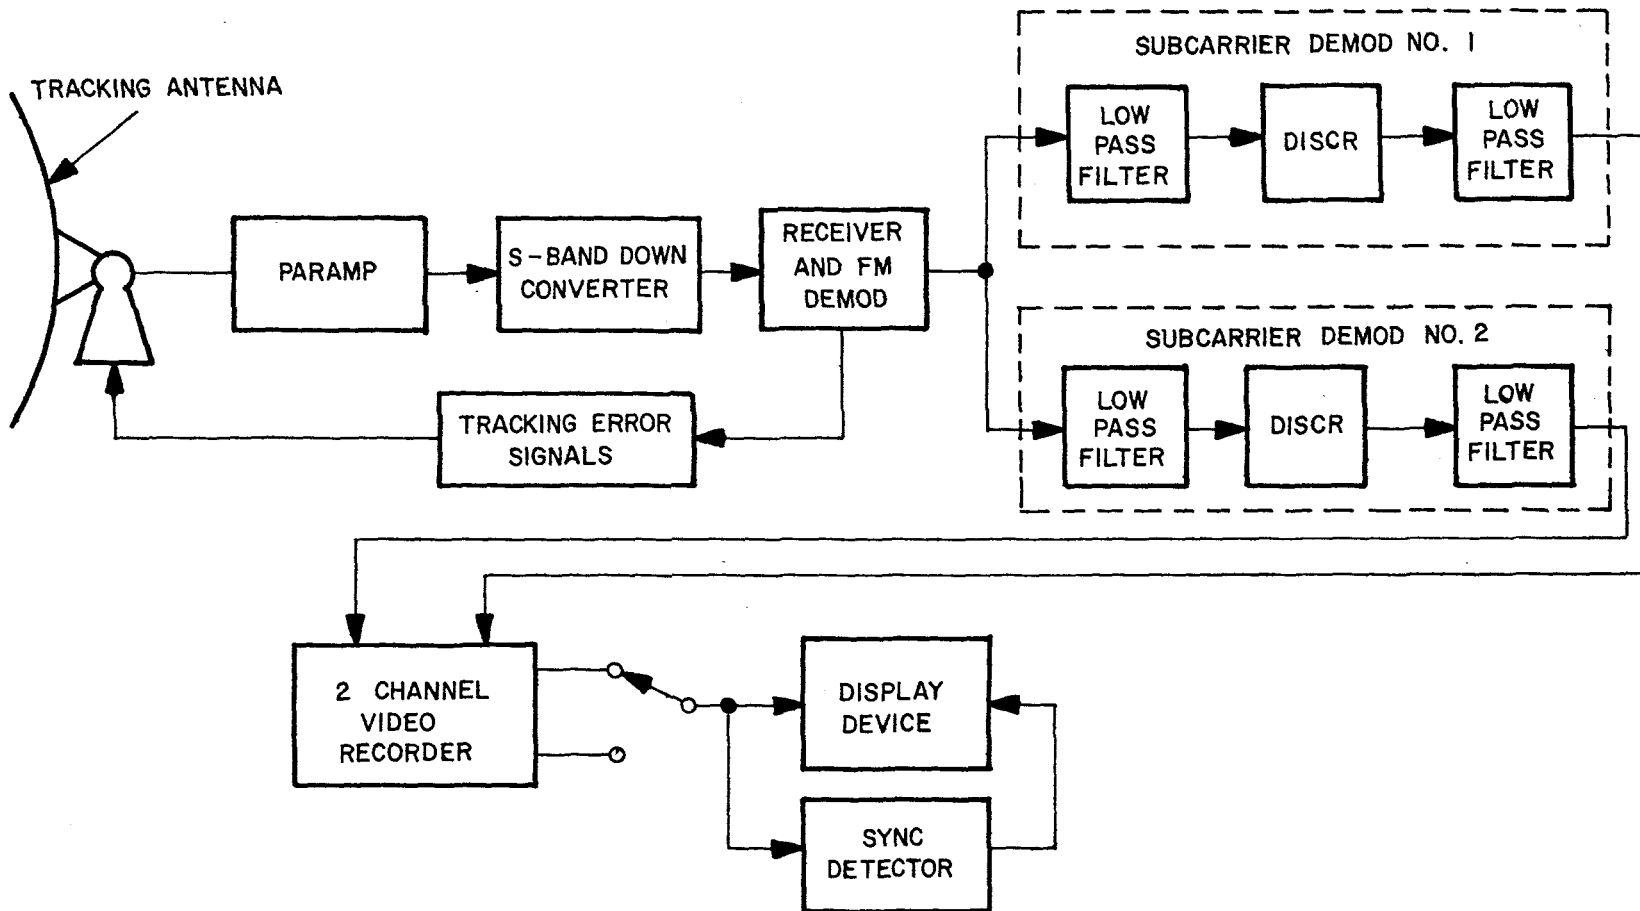 SUBCARRIER DEMOD NO. 1
TRACKING ANTENNA
LOW
PASS
FILTER
DISCR
LOW
PASS
FILTER
PARAMP
S-BAND DOWN
CONVERTER
RECEIVER
AND FM
DEMOD
SUBCARRIER DEMOD NO. 2
LOW
PASS
FILTER
DISCR
LOW
PASS
FILTER
TRACKING ERROR
SIGNALS
2 CHANNEL
VIDEO
RECORDER
DISPLAY
DEVICE
SYNC
DETECTOR